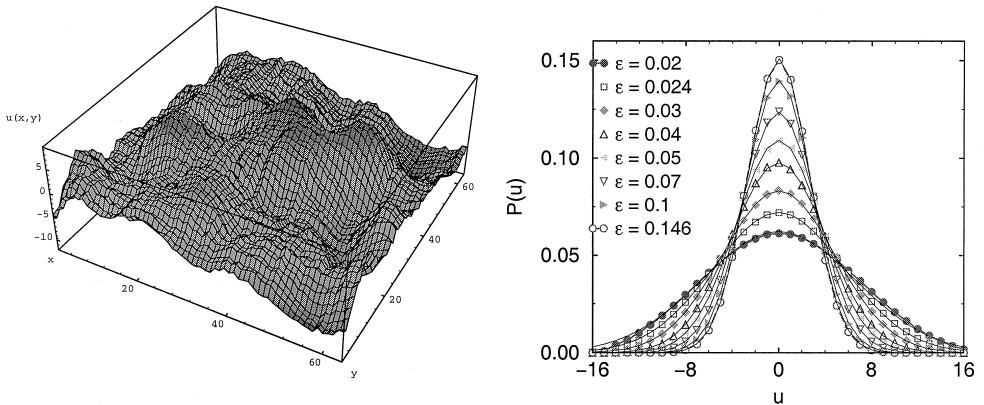 u(x,y)
5
0
-5
-10
x
20
40
60
y
20
40
60
P(u)
0.15
0.10
0.05
0.00
ε = 0.02
ε = 0.024
ε = 0.03
ε = 0.04
ε = 0.05
ε = 0.07
ε = 0.1
ε = 0.146
-16
-8
0
8
16
u